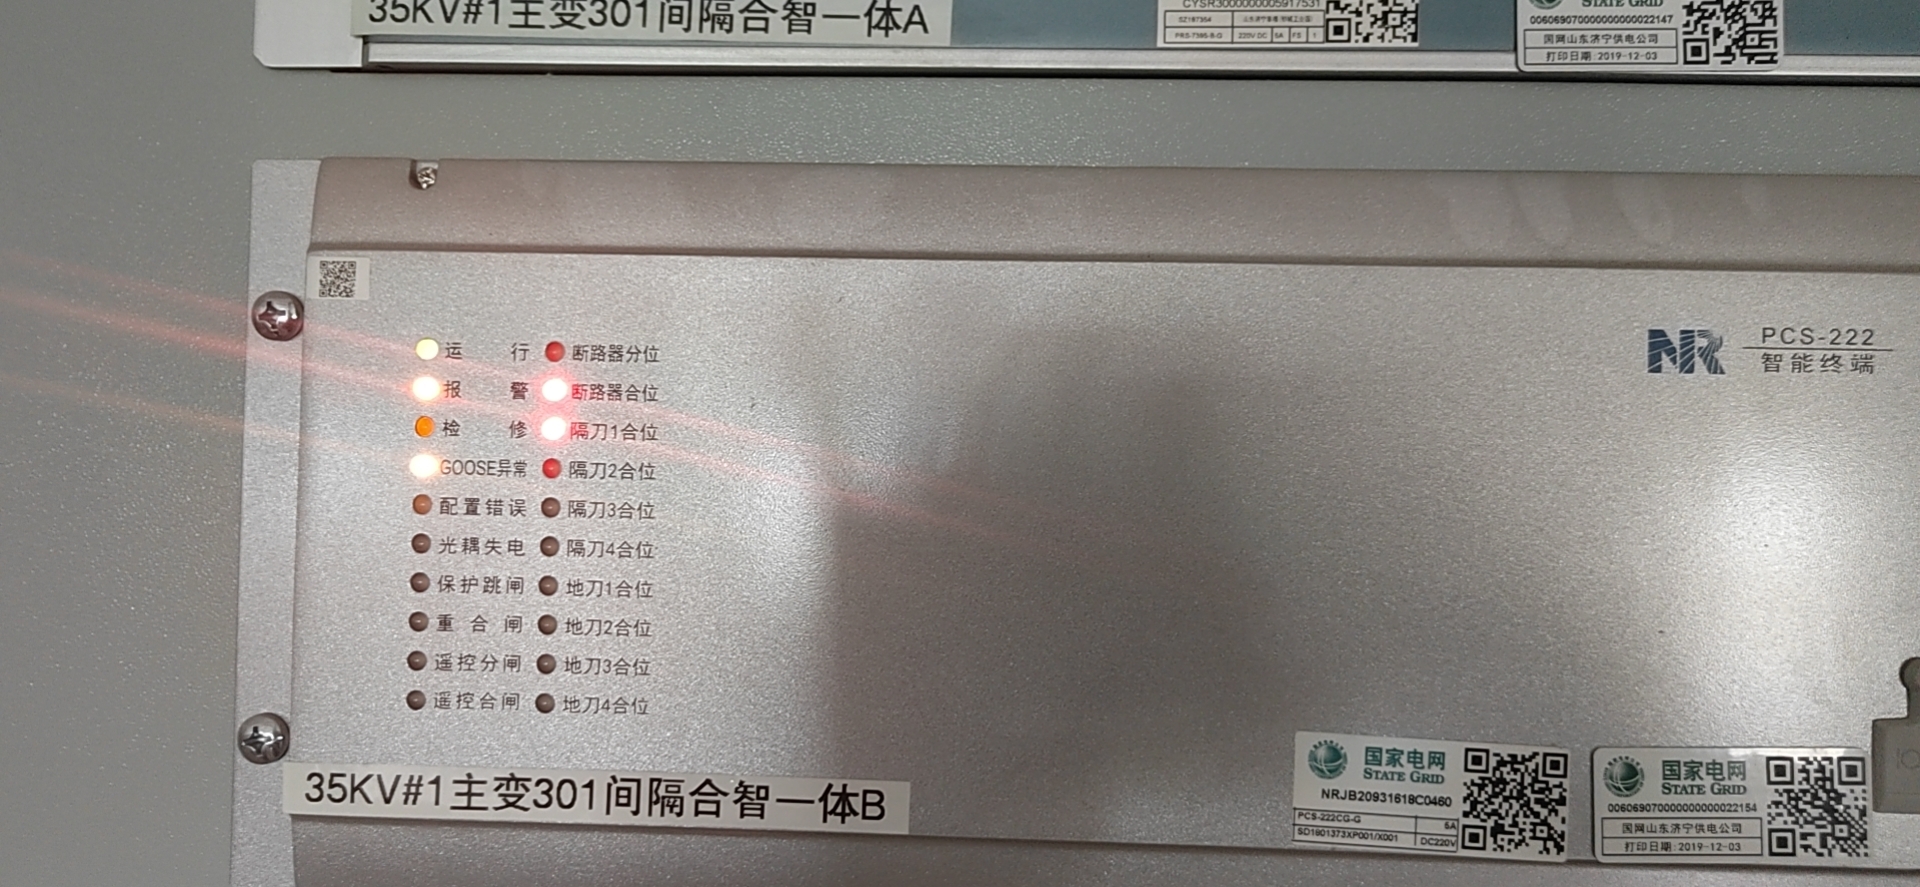 35KV#1主变301间隔合智一体A
CYSR3000000005917531
PRS-7395-B-G 220V DC 5A FS 1
STATE GRID
国网山东济宁供电公司
打印日期:2019-12-03
NR PCS-222
智能终端
运行 断路器分位
报警 断路器合位
检修 隔刀1合位
GOOSE异常 隔刀2合位
配置错误 隔刀3合位
光耦失电 隔刀4合位
保护跳闸 地刀1合位
重合闸 地刀2合位
遥控分闸 地刀3合位
遥控合闸 地刀4合位
35KV#1主变301间隔合智一体B
国家电网
STATE GRID
NRJB20931618C0460
PCS-222CG-G 5A
SD1801373XP001/X001 DC220V
国家电网
STATE GRID
国网山东济宁供电公司
打印日期:2019-12-03